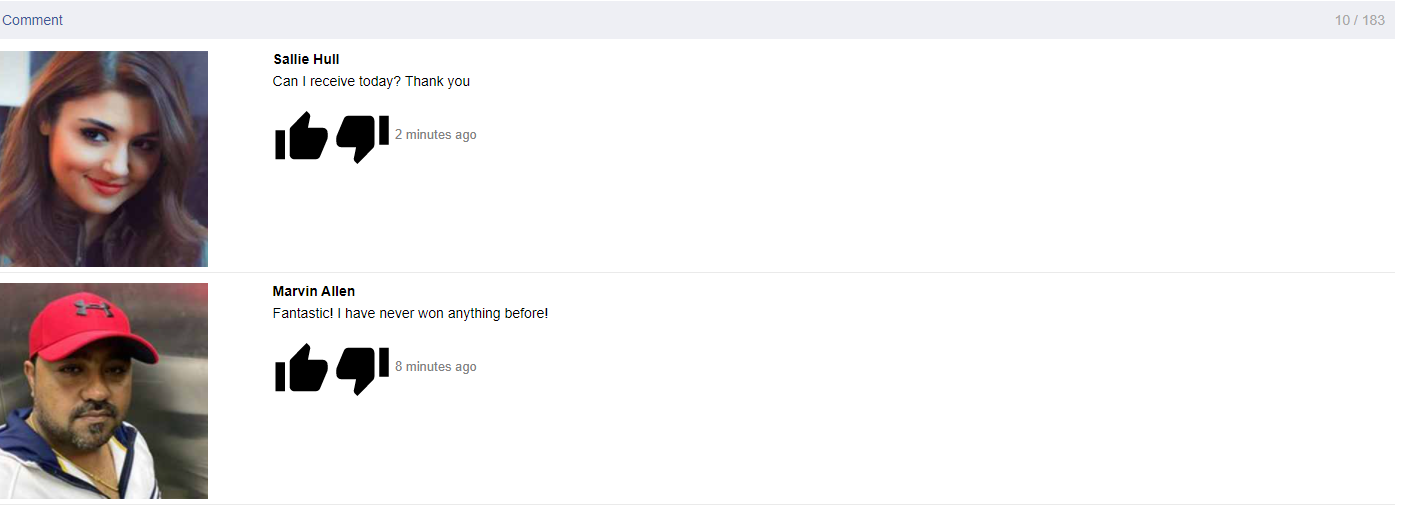 Comment 10 / 183
Sallie Hull
Can I receive today? Thank you
2 minutes ago
Marvin Allen
Fantastic! I have never won anything before!
8 minutes ago